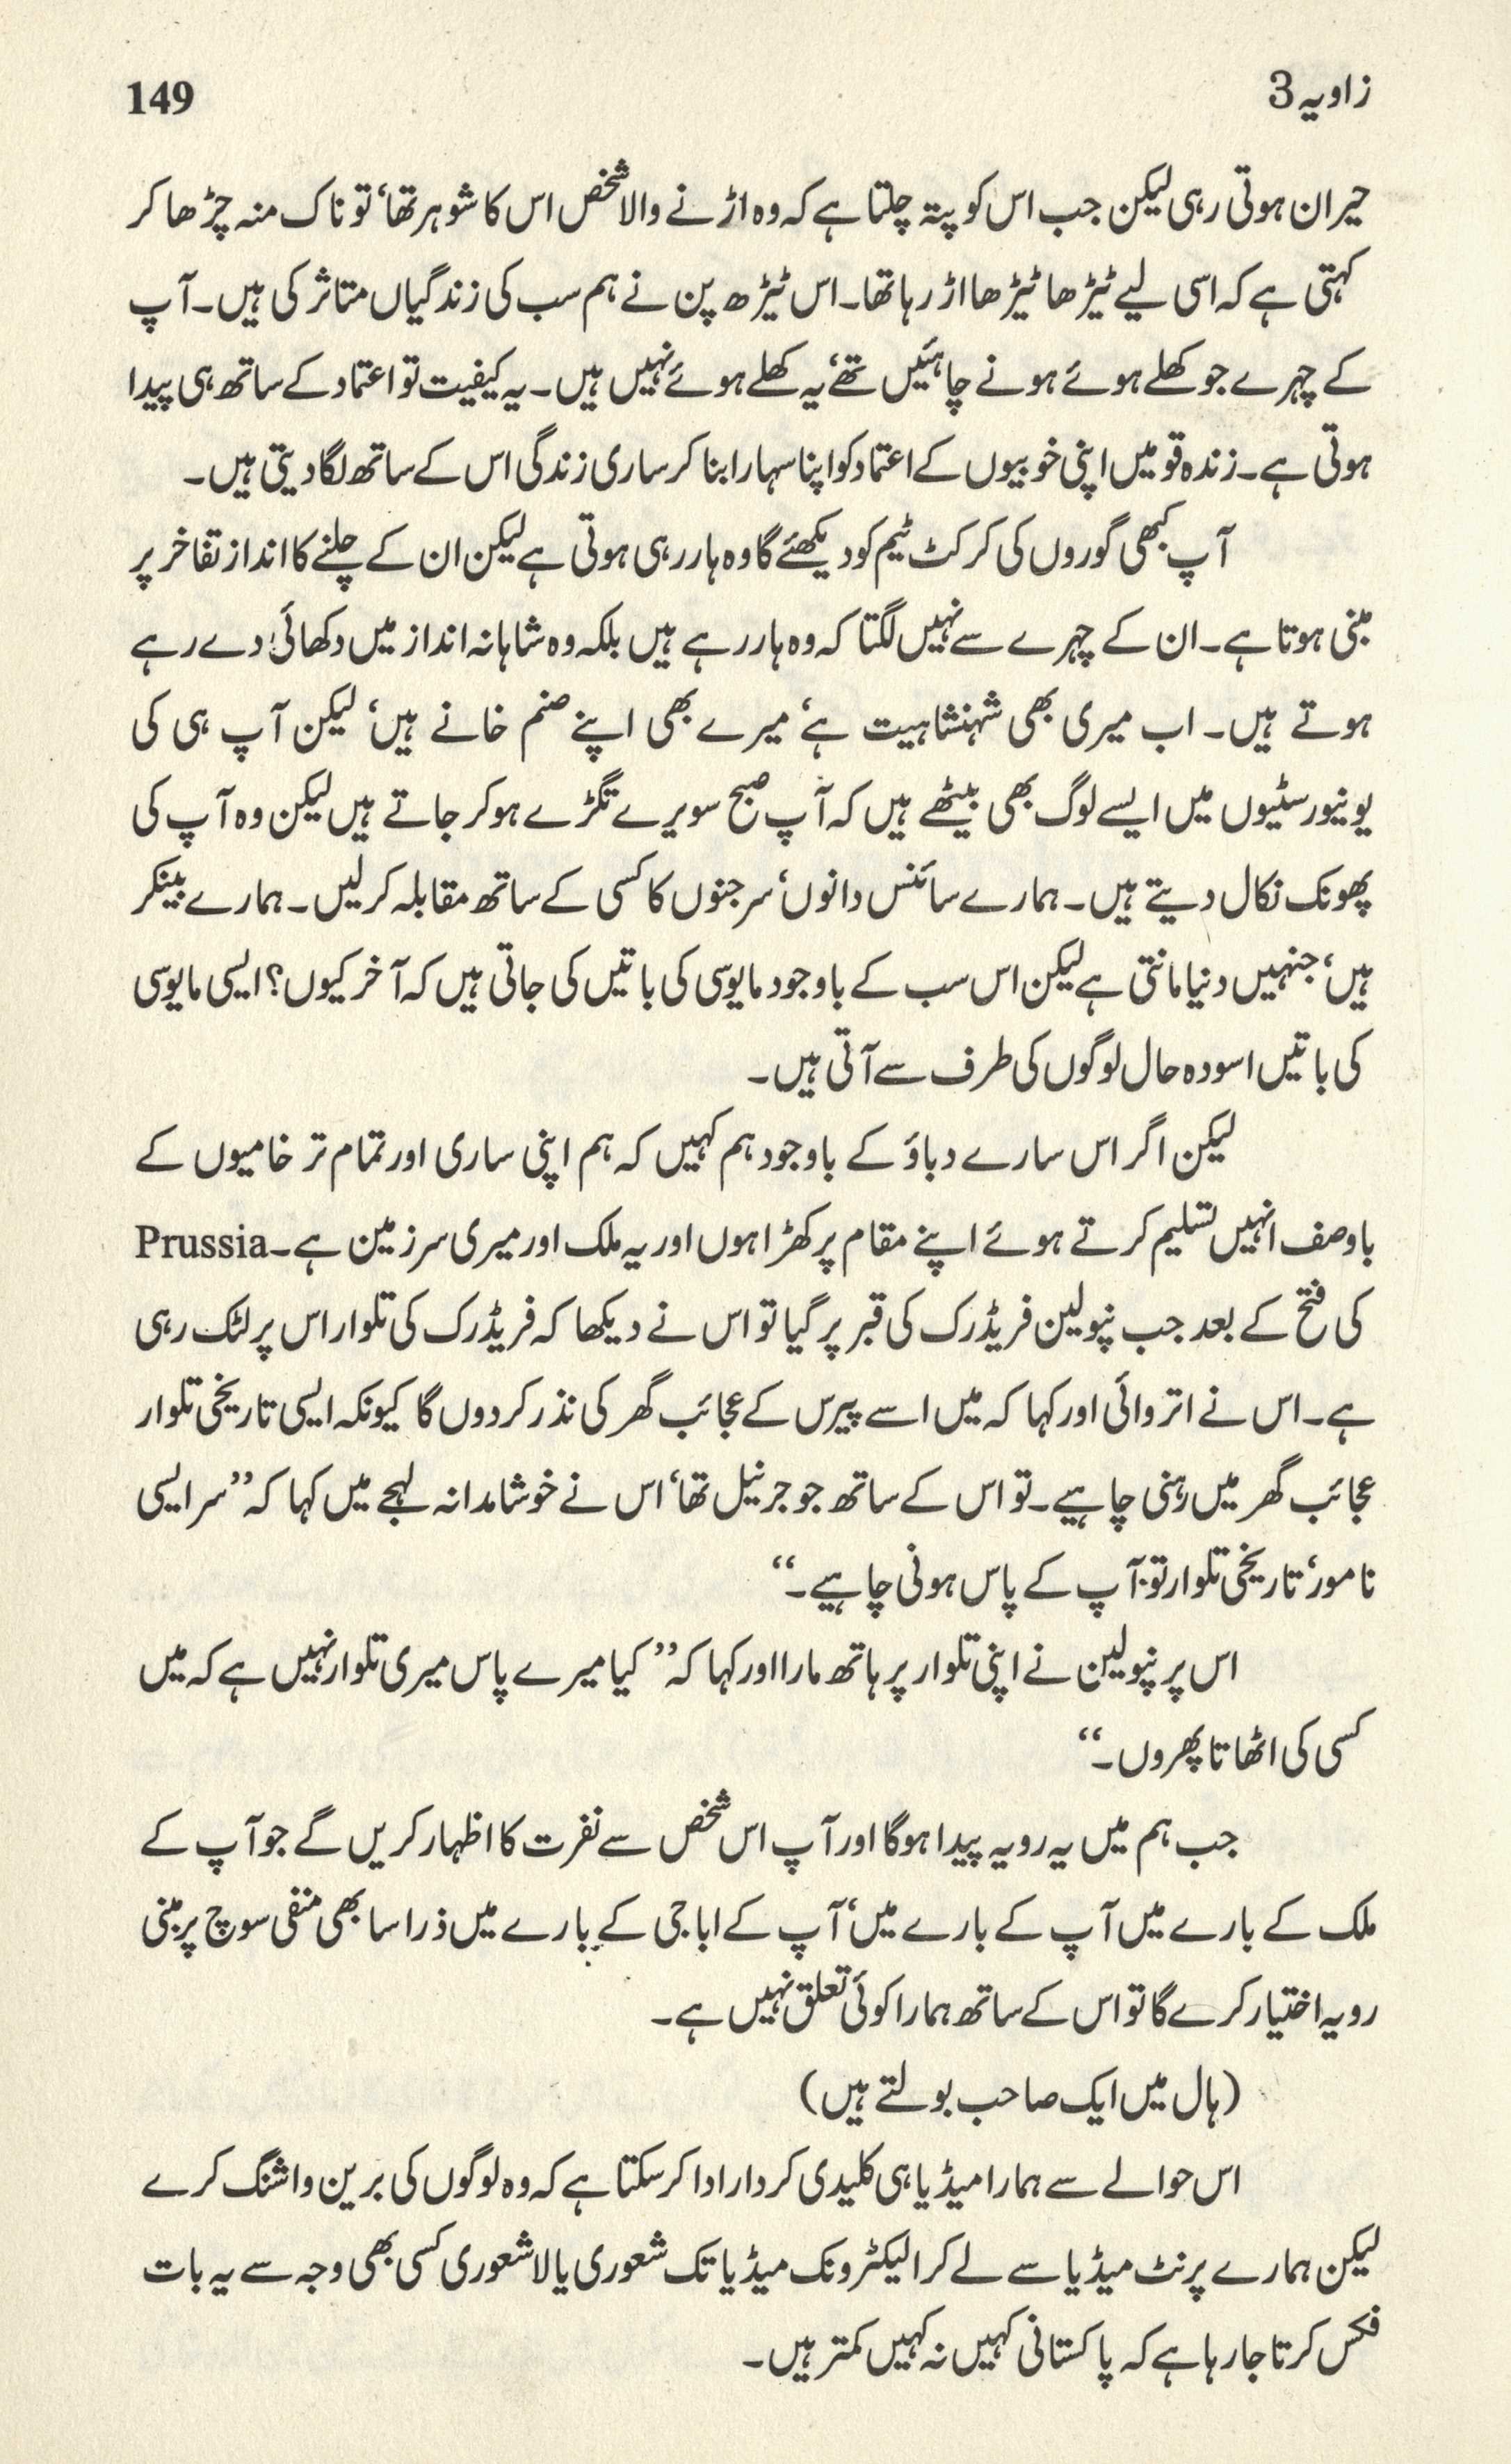 زاویہ 3
149
حیران ہوتی رہی لیکن جب اس کو پتہ چلتا ہے کہ وہ اڑنے والا شخص اس کا شوہر تھا، تو ناک منہ چڑھا کر
کہتی ہے کہ اسی لیے ٹیڑھا ٹیڑھا اڑ رہا تھا۔ اس ٹیڑھ پن نے ہم سب کی زندگیاں متاثر کی ہیں۔ آپ
کے چہرے جو کھلے ہوئے ہونے چاہئیں تھے، یہ کھلے ہوئے نہیں ہیں۔ یہ کیفیت تو اعتماد کے ساتھ ہی پیدا
ہوتی ہے۔ زندہ قومیں اپنی خوبیوں کے اعتماد کو اپنا سہارا بنا کر ساری زندگی اس کے ساتھ لگا دیتی ہیں۔
آپ کبھی گوروں کی کرکٹ ٹیم کو دیکھئے گا وہ ہار رہی ہوتی ہے لیکن ان کے چلنے کا انداز تفاخر پر
مبنی ہوتا ہے۔ ان کے چہرے سے نہیں لگتا کہ وہ ہار رہے ہیں بلکہ وہ شاہانہ انداز میں دکھائی دے رہے
ہوتے ہیں۔ اب میری بھی شہنشاہیت ہے، میرے بھی اپنے صنم خانے ہیں، لیکن آپ ہی کی
یونیورسٹیوں میں ایسے لوگ بھی بیٹھے ہیں کہ آپ صبح سویرے تگڑے ہو کر جاتے ہیں لیکن وہ آپ کی
پھونک نکال دیتے ہیں۔ ہمارے سائنس دانوں، سرجنوں کا کسی کے ساتھ مقابلہ کر لیں۔ ہمارے بینکر
ہیں، جنہیں دنیا مانتی ہے لیکن اس سب کے باوجود مایوسی کی باتیں کی جاتی ہیں کہ آخر کیوں؟ ایسی مایوسی
کی باتیں اسودہ حال لوگوں کی طرف سے آتی ہیں۔
لیکن اگر اس سارے دباؤ کے باوجود ہم کہیں کہ ہم اپنی ساری اور تمام تر خامیوں کے
باوصف انہیں تسلیم کرتے ہوئے اپنے مقام پر کھڑا ہوں اور یہ ملک اور میری سرزمین ہے۔ Prussia
کی فتح کے بعد جب نپولین فریڈرک کی قبر پر گیا تو اس نے دیکھا کہ فریڈرک کی تلوار اس پر لٹک رہی
ہے۔ اس نے اتروائی اور کہا کہ میں اسے پیرس کے عجائب گھر کی نذر کر دوں گا کیونکہ ایسی تاریخی تلوار
عجائب گھر میں رہنی چاہیے۔ تو اس کے ساتھ جو جرنیل تھا، اس نے خوشامدانہ لہجے میں کہا کہ ”سر ایسی
نامور، تاریخی تلوار تو آپ کے پاس ہونی چاہیے۔“
اس پر نپولین نے اپنی تلوار پر ہاتھ مارا اور کہا کہ ”کیا میرے پاس میری تلوار نہیں ہے کہ میں
کسی کی اٹھاتا پھروں۔“
جب ہم میں یہ رویہ پیدا ہوگا اور آپ اس شخص سے نفرت کا اظہار کریں گے جو آپ کے
ملک کے بارے میں آپ کے بارے میں، آپ کے ابا جی کے بارے میں ذرا سا بھی منفی سوچ پر مبنی
رویہ اختیار کرے گا تو اس کے ساتھ ہمارا کوئی تعلق نہیں ہے۔
(ہال میں ایک صاحب بولتے ہیں)
اس حوالے سے ہمارا میڈیا ہی کلیدی کردار ادا کر سکتا ہے کہ وہ لوگوں کی برین واشنگ کرے
لیکن ہمارے پرنٹ میڈیا سے لے کر الیکٹرونک میڈیا تک شعوری یا لاشعوری کسی بھی وجہ سے یہ بات
فکس کرتا جا رہا ہے کہ پاکستانی کہیں نہ کہیں کمتر ہیں۔